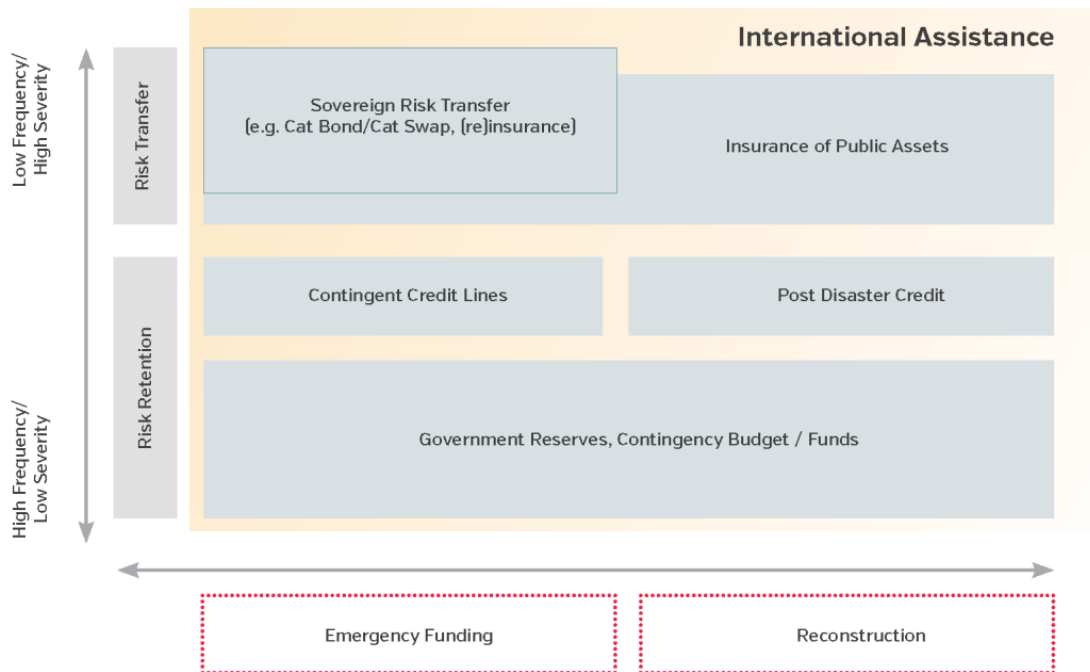 International Assistance
Low Frequency/
High Severity
Risk Transfer
Sovereign Risk Transfer
(e.g. Cat Bond/Cat Swap, (re)insurance)
Insurance of Public Assets
High Frequency/
Low Severity
Risk Retention
Contingent Credit Lines
Post Disaster Credit
Government Reserves, Contingency Budget / Funds
Emergency Funding
Reconstruction